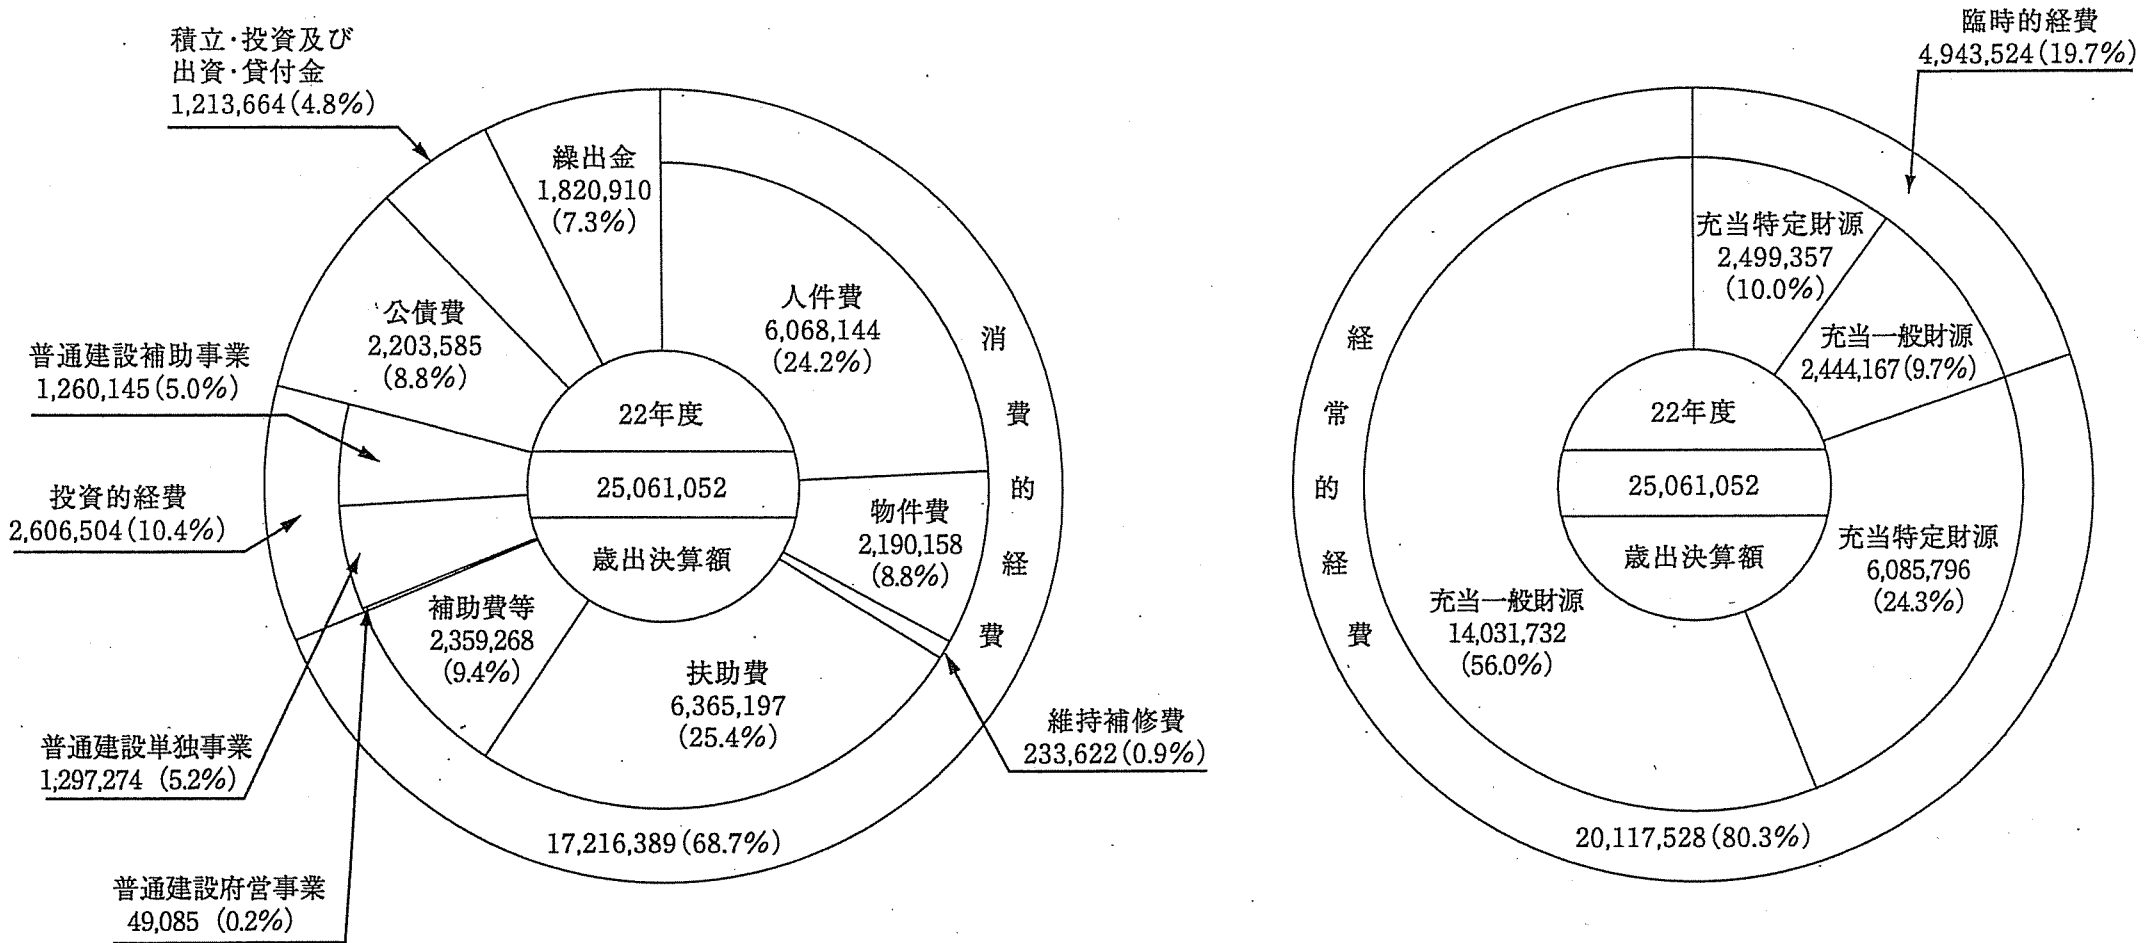 積立･投資及び
出資･貸付金
1,213,664(4.8%)
繰出金
1,820,910
(7.3%)
人件費
6,068,144
(24.2%)
公債費
2,203,585
(8.8%)
普通建設補助事業
1,260,145(5.0%)
投資的経費
2,606,504(10.4%)
22年度
25,061,052
歳出決算額
物件費
2,190,158
(8.8%)
消費的経費
補助費等
2,359,268
(9.4%)
扶助費
6,365,197
(25.4%)
維持補修費
233,622(0.9%)
普通建設単独事業
1,297,274 (5.2%)
17,216,389(68.7%)
普通建設府営事業
49,085 (0.2%)
臨時的経費
4,943,524(19.7%)
充当特定財源
2,499,357
(10.0%)
充当一般財源
2,444,167(9.7%)
経常的経費
22年度
25,061,052
歳出決算額
充当特定財源
6,085,796
(24.3%)
充当一般財源
14,031,732
(56.0%)
20,117,528(80.3%)